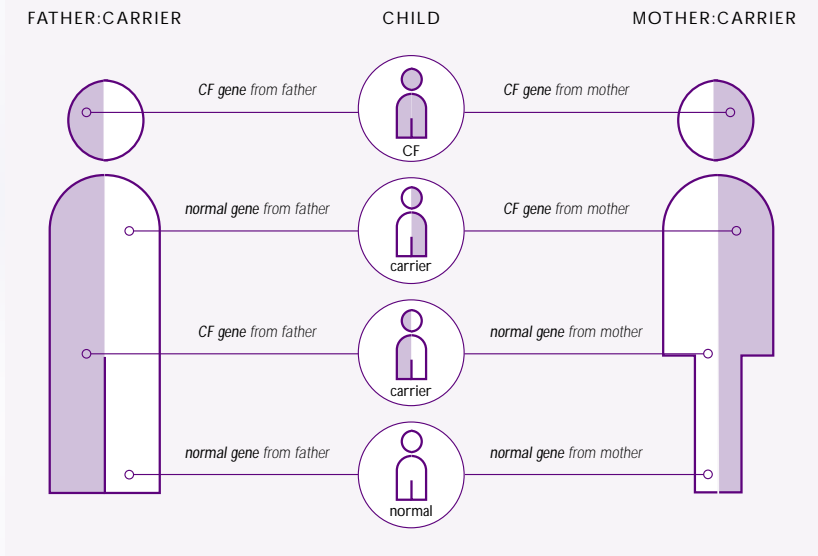 FATHER:CARRIER CHILD MOTHER:CARRIER
CF gene from father CF gene from mother
CF
normal gene from father CF gene from mother
carrier
CF gene from father normal gene from mother
carrier
normal gene from father normal gene from mother
normal